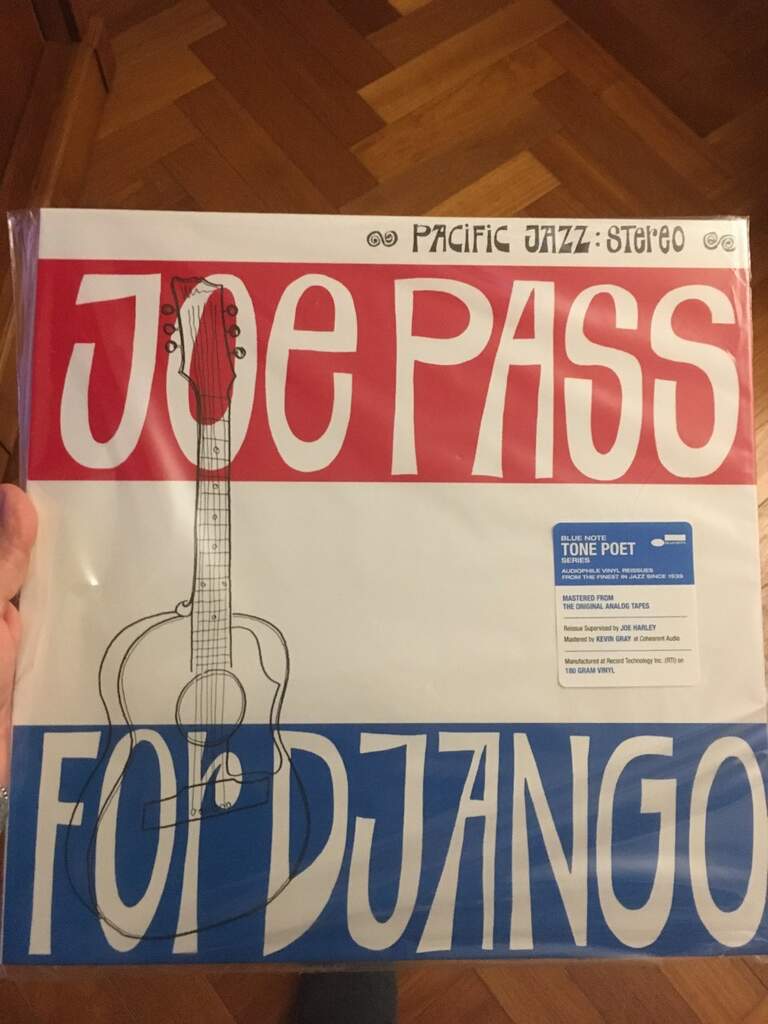 PACIFIC JAZZ : STEREO
JOE PASS
BLUE NOTE
TONE POET
SERIES
AUDIOPHILE VINYL REISSUES
FROM THE FINEST IN JAZZ SINCE 1939
MASTERED FROM
THE ORIGINAL ANALOG TAPES
Reissue Supervised by JOE HARLEY
Mastered by KEVIN GRAY at Cohearent Audio
Manufactured at Record Technology Inc. (RTI) on
180 GRAM VINYL
FOr DJANGO